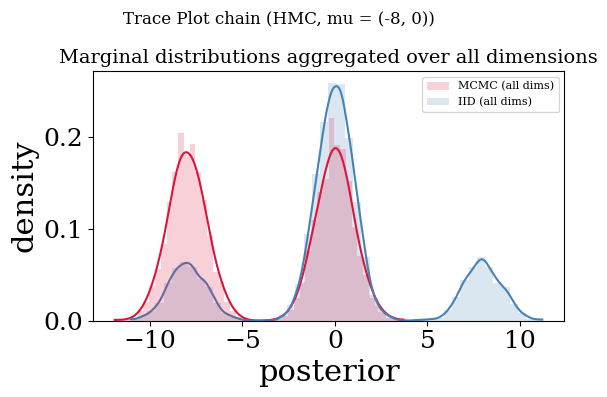 Trace Plot chain (HMC, mu = (-8, 0))
Marginal distributions aggregated over all dimensions
MCMC (all dims)
IID (all dims)
density
0.2
0.1
0.0
−10
−5
0
5
10
posterior